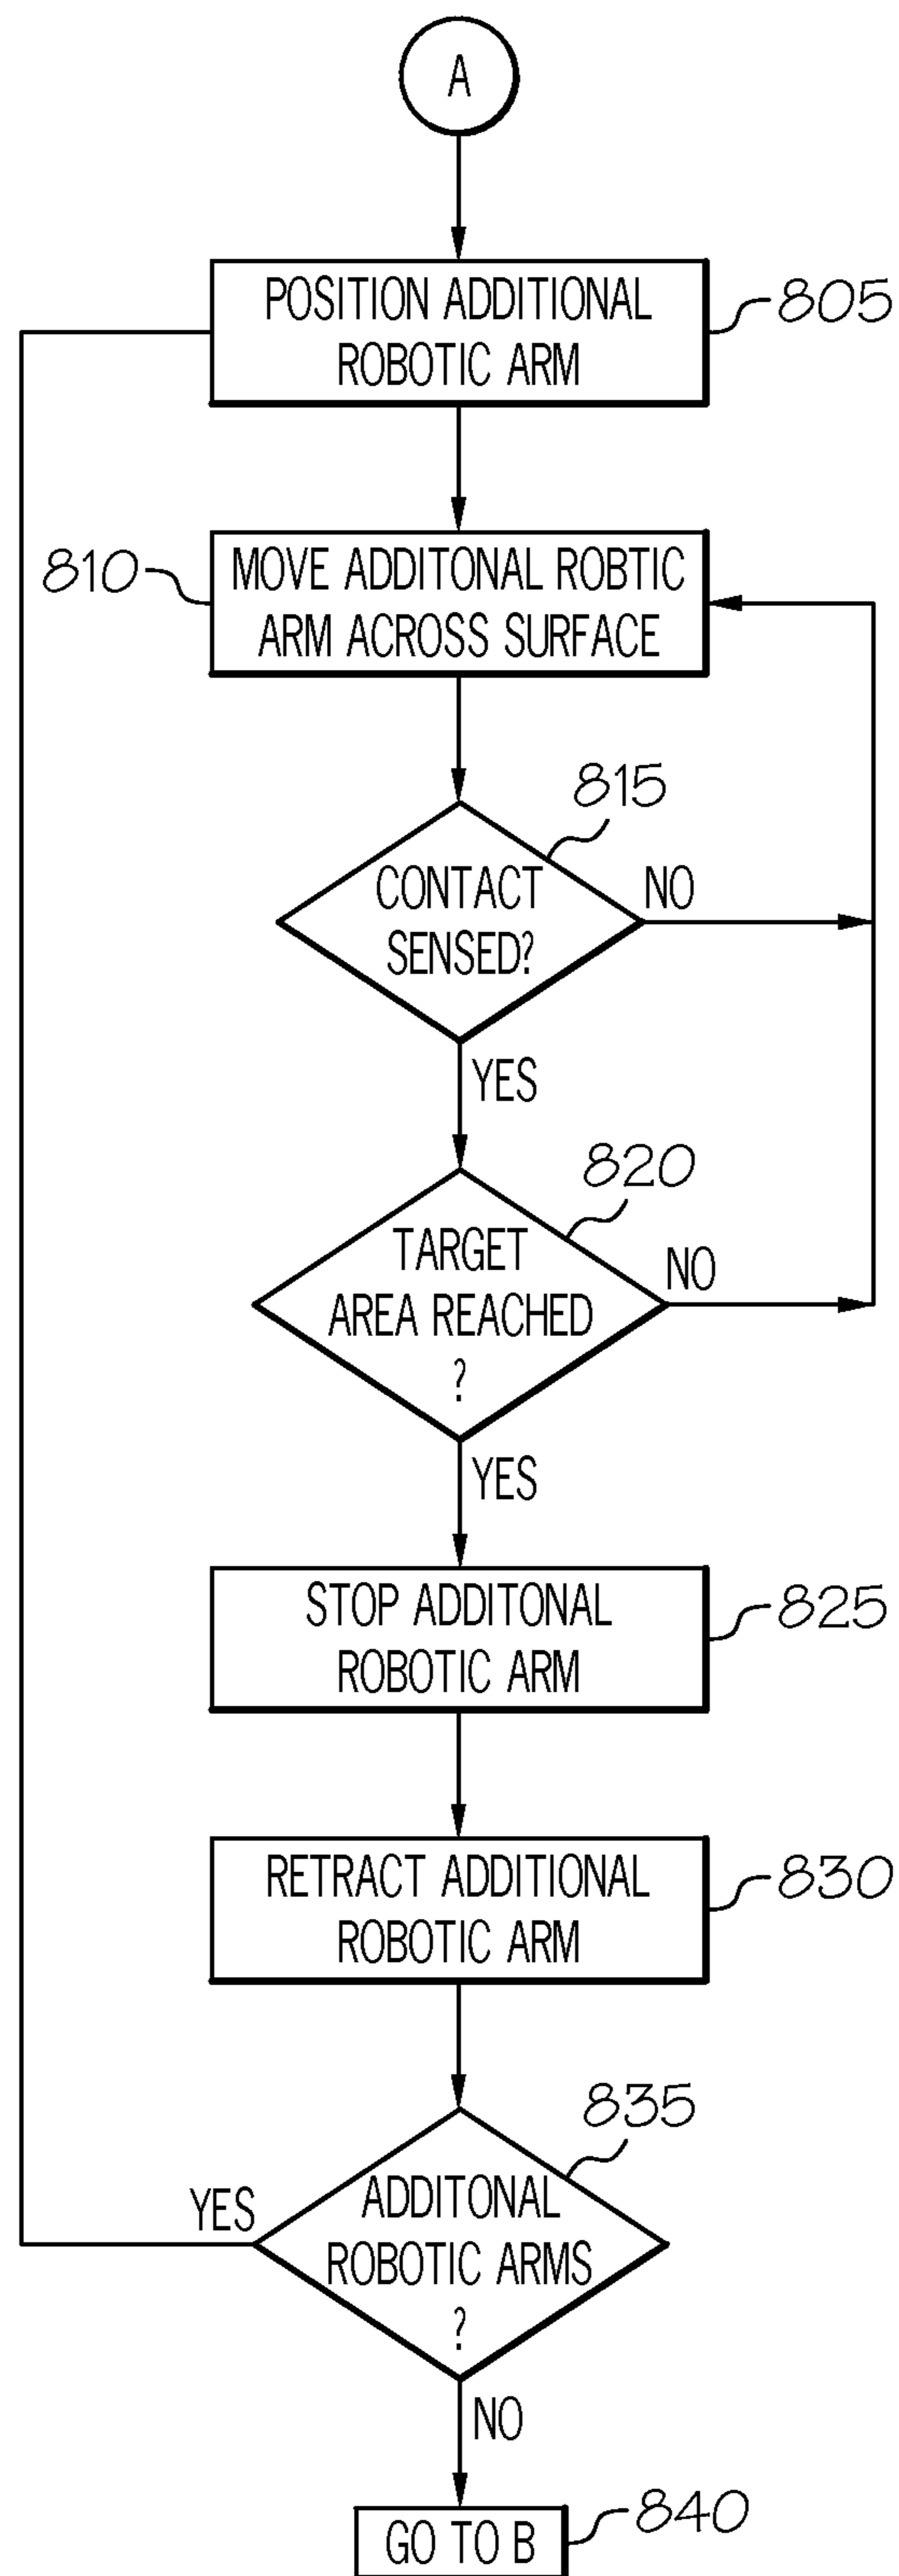 A
POSITION ADDITIONAL
ROBOTIC ARM
805
810
MOVE ADDITONAL ROBTIC
ARM ACROSS SURFACE
815
CONTACT
SENSED?
NO
YES
820
TARGET
AREA REACHED
?
NO
YES
STOP ADDITONAL
ROBOTIC ARM
825
RETRACT ADDITIONAL
ROBOTIC ARM
830
835
YES
ADDITONAL
ROBOTIC ARMS
?
NO
GO TO B
840